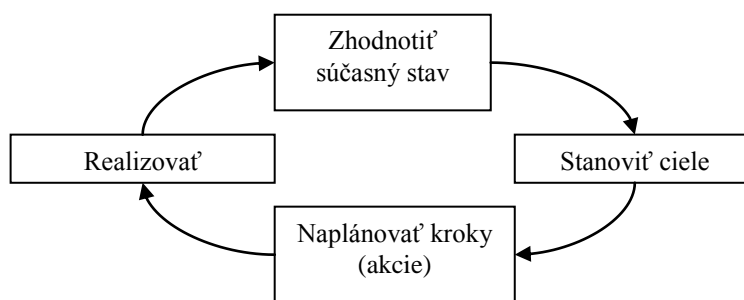 Zhodnotiť
súčasný stav
Realizovať
Stanoviť ciele
Naplánovať kroky
(akcie)